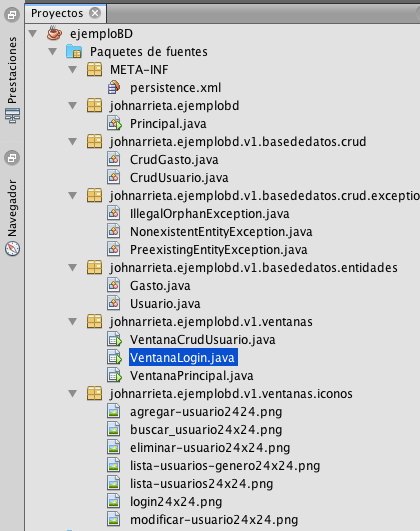 Proyectos
Prestaciones
Navegador
ejemploBD
Paquetes de fuentes
META-INF
persistence.xml
johnarrieta.ejemplobd
Principal.java
johnarrieta.ejemplobd.v1.basededatos.crud
CrudGasto.java
CrudUsuario.java
johnarrieta.ejemplobd.v1.basededatos.crud.exceptio
IllegalOrphanException.java
NonexistentEntityException.java
PreexistingEntityException.java
johnarrieta.ejemplobd.v1.basededatos.entidades
Gasto.java
Usuario.java
johnarrieta.ejemplobd.v1.ventanas
VentanaCrudUsuario.java
VentanaLogin.java
VentanaPrincipal.java
johnarrieta.ejemplobd.v1.ventanas.iconos
agregar-usuario2424.png
buscar_usuario24x24.png
eliminar-usuario24x24.png
lista-usuarios-genero24x24.png
lista-usuarios24x24.png
login24x24.png
modificar-usuario24x24.png